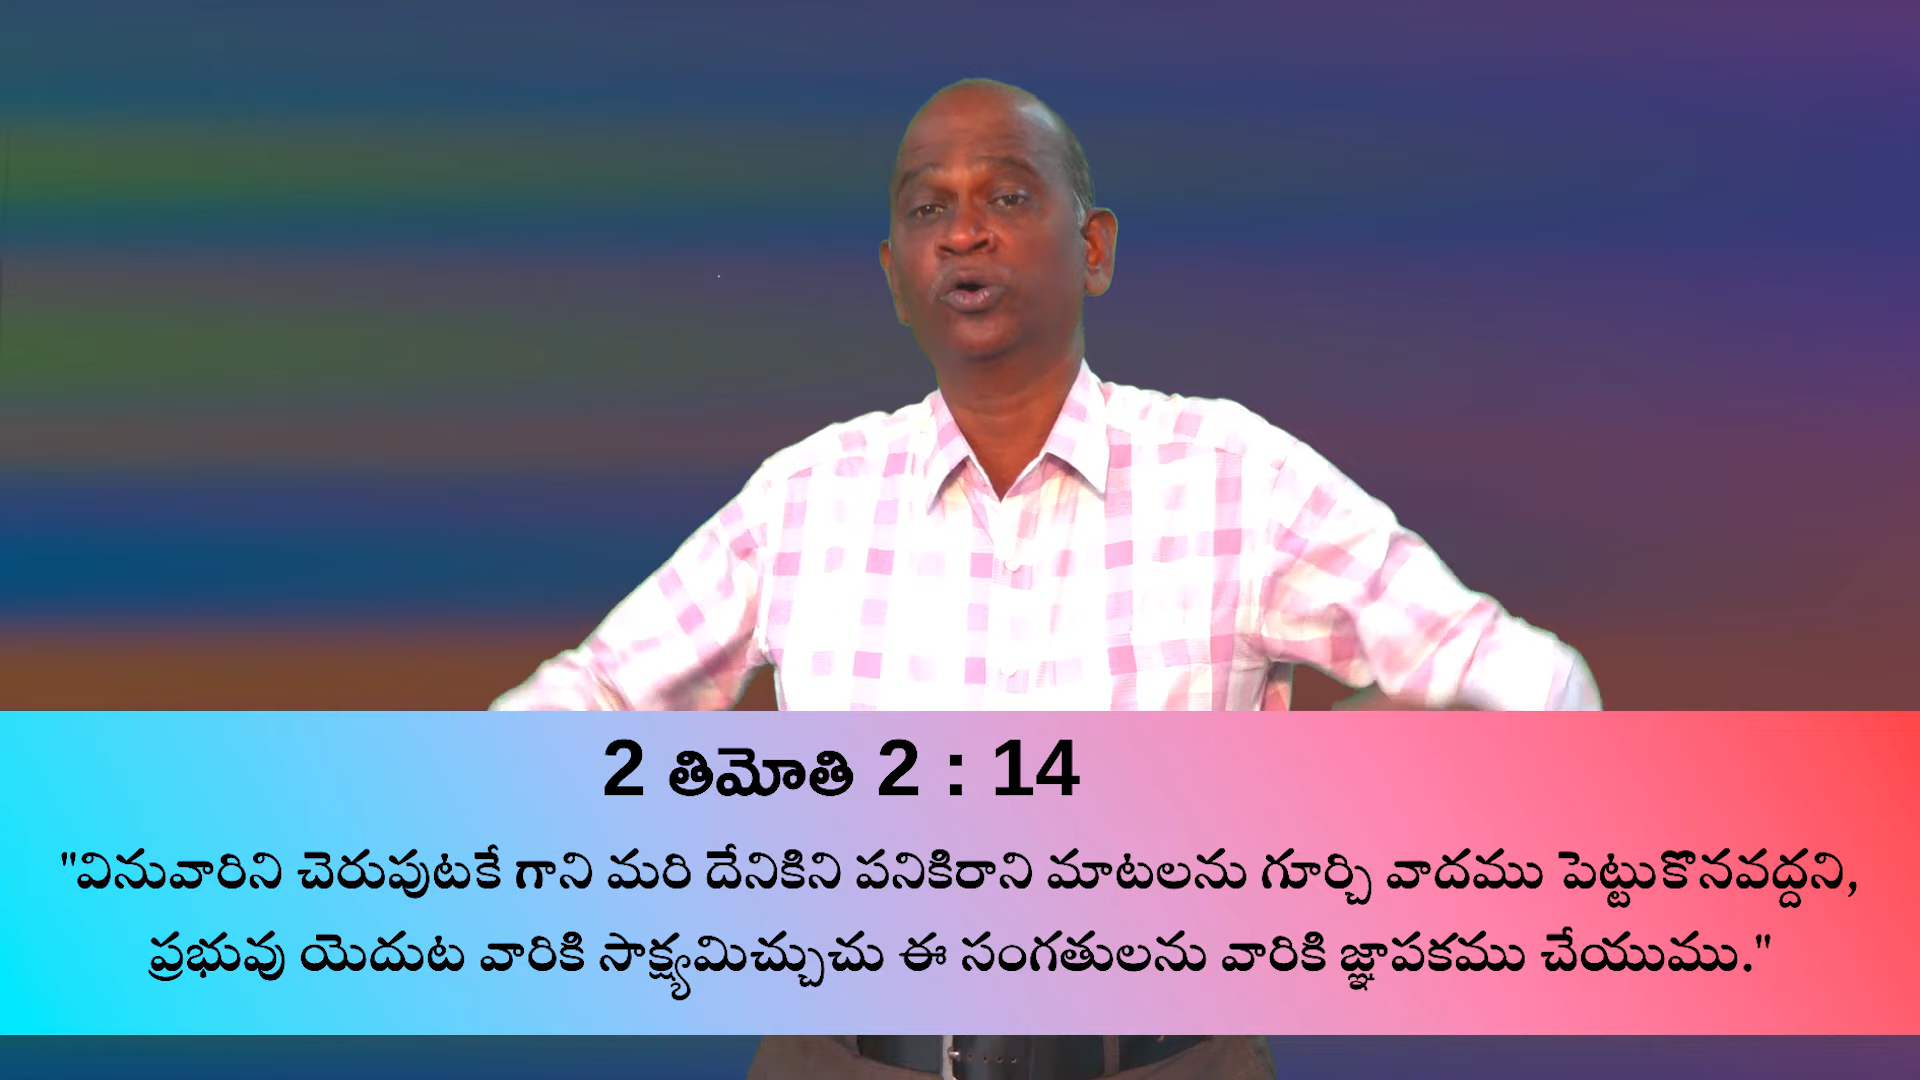 2 తిమోతి 2 : 14
"వినువారిని చెరుపుటకే గాని మరి దేనికిని పనికిరాని మాటలను గూర్చి వాదము పెట్టుకొనవద్దని,
ప్రభువు యెదుట వారికి సాక్ష్యమిచ్చుచు ఈ సంగతులను వారికి జ్ఞాపకము చేయుము."